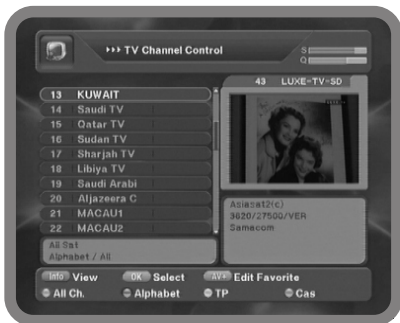 >>> TV Channel Control
S
Q
43 LUXE-TV-SD
13 KUWAIT
14 Saudi TV
15 Qatar TV
16 Sudan TV
17 Sharjah TV
18 Libiya TV
19 Saudi Arabi
20 Aljazeera C
21 MACAU1
22 MACAU2
Asiasat2(c)
3620/27500/VER
Samacom
All Sat
Alphabet / All
Info View OK Select AV+ Edit Favorite
All Ch. Alphabet TP Cas